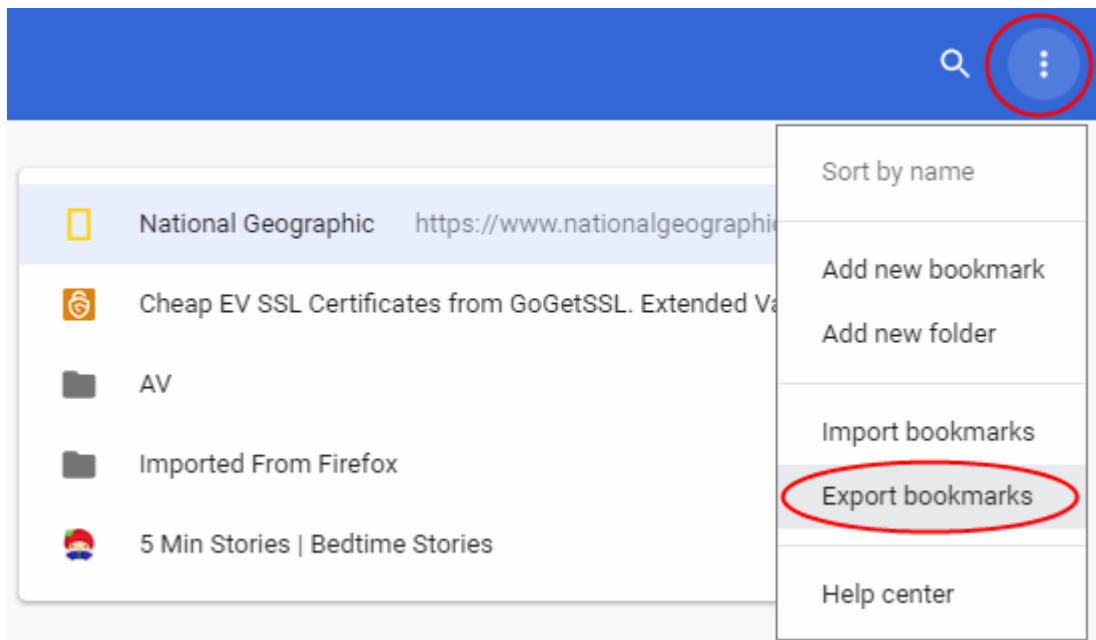 Sort by name
National Geographic https://www.nationalgeographi
Add new bookmark
Cheap EV SSL Certificates from GoGetSSL. Extended Va
Add new folder
AV
Import bookmarks
Imported From Firefox
Export bookmarks
5 Min Stories | Bedtime Stories
Help center